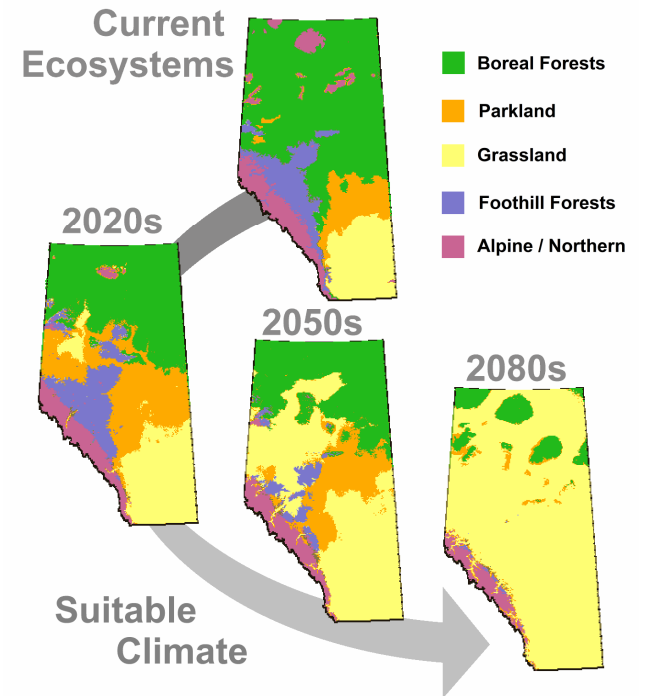 Current
Ecosystems
Boreal Forests
Parkland
Grassland
Foothill Forests
Alpine / Northern
2020s
2050s
2080s
Suitable
Climate